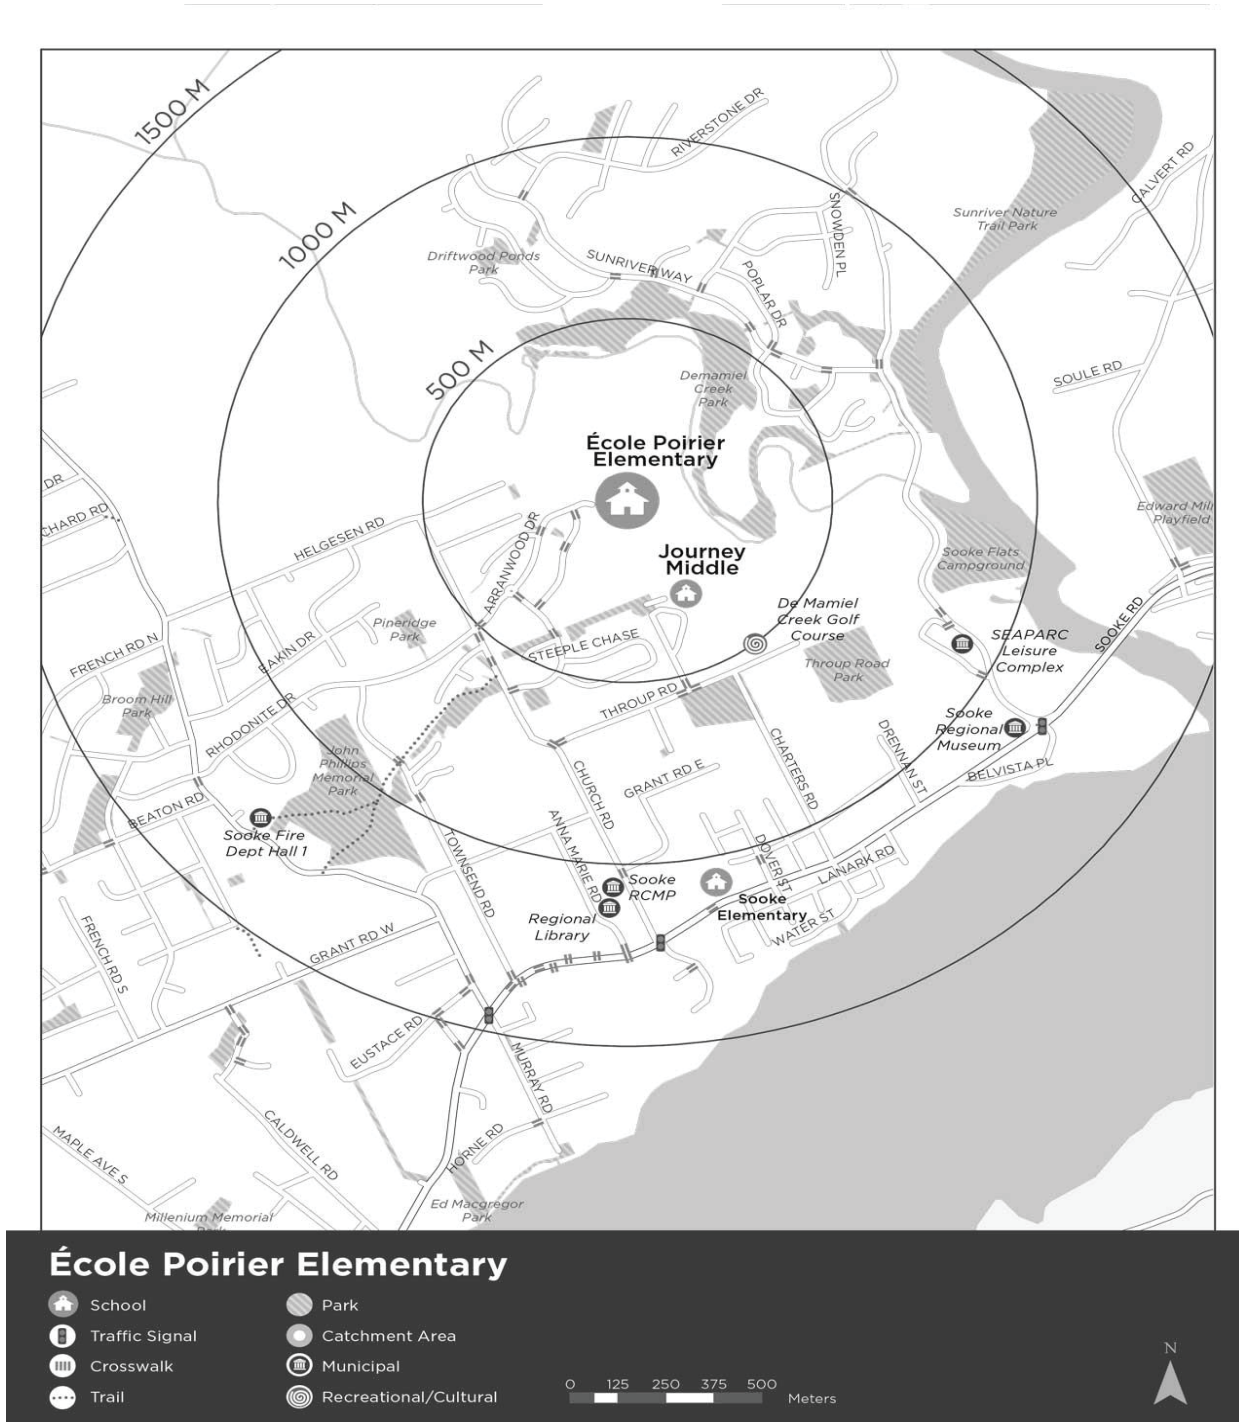 1500 M
RIVERSTONE DR
CALVERT RD
1000 M
SNOWDEN PL
Sunriver Nature
Trail Park
Driftwood Ponds
Park
SUNRIVER WAY
POPLAR DR
500 M
SOULE RD
Demamiel
Creek
Park
École Poirier
Elementary
DR
CHARD RD
HELGESEN RD
ARRANWOOD DR
Edward Mil
Playfield
Journey
Middle
Sooke Flats
Campground
De Mamiel
Creek Golf
Course
SOOKE RD
Pineridge
Park
FRENCH RD N
EAKIN DR
STEEPLE CHASE
SEAPARC
Leisure
Complex
Throup Road
Park
Broom Hill
Park
RHODONITE DR
THROUP RD
Sooke
Regional
Museum
DRENNAN ST
CHARTERS RD
BELVISTA PL
John
Phillips
Memorial
Park
CHURCH RD
GRANT RD E
BEATON RD
Sooke Fire
Dept Hall 1
ANNA MARIE RD
TOWNSEND RD
DOVER ST
LANARK RD
Sooke
RCMP
Sooke
Elementary
Regional
Library
WATER ST
FRENCH RD S
GRANT RD W
EUSTACE RD
MURRAY RD
CALDWELL RD
HORNE RD
MAPLE AVE S
Ed Macgregor
Park
Millenium Memorial
Park
École Poirier Elementary
School
Park
Traffic Signal
Catchment Area
Crosswalk
Municipal
Trail
Recreational/Cultural
0 125 250 375 500
Meters
N